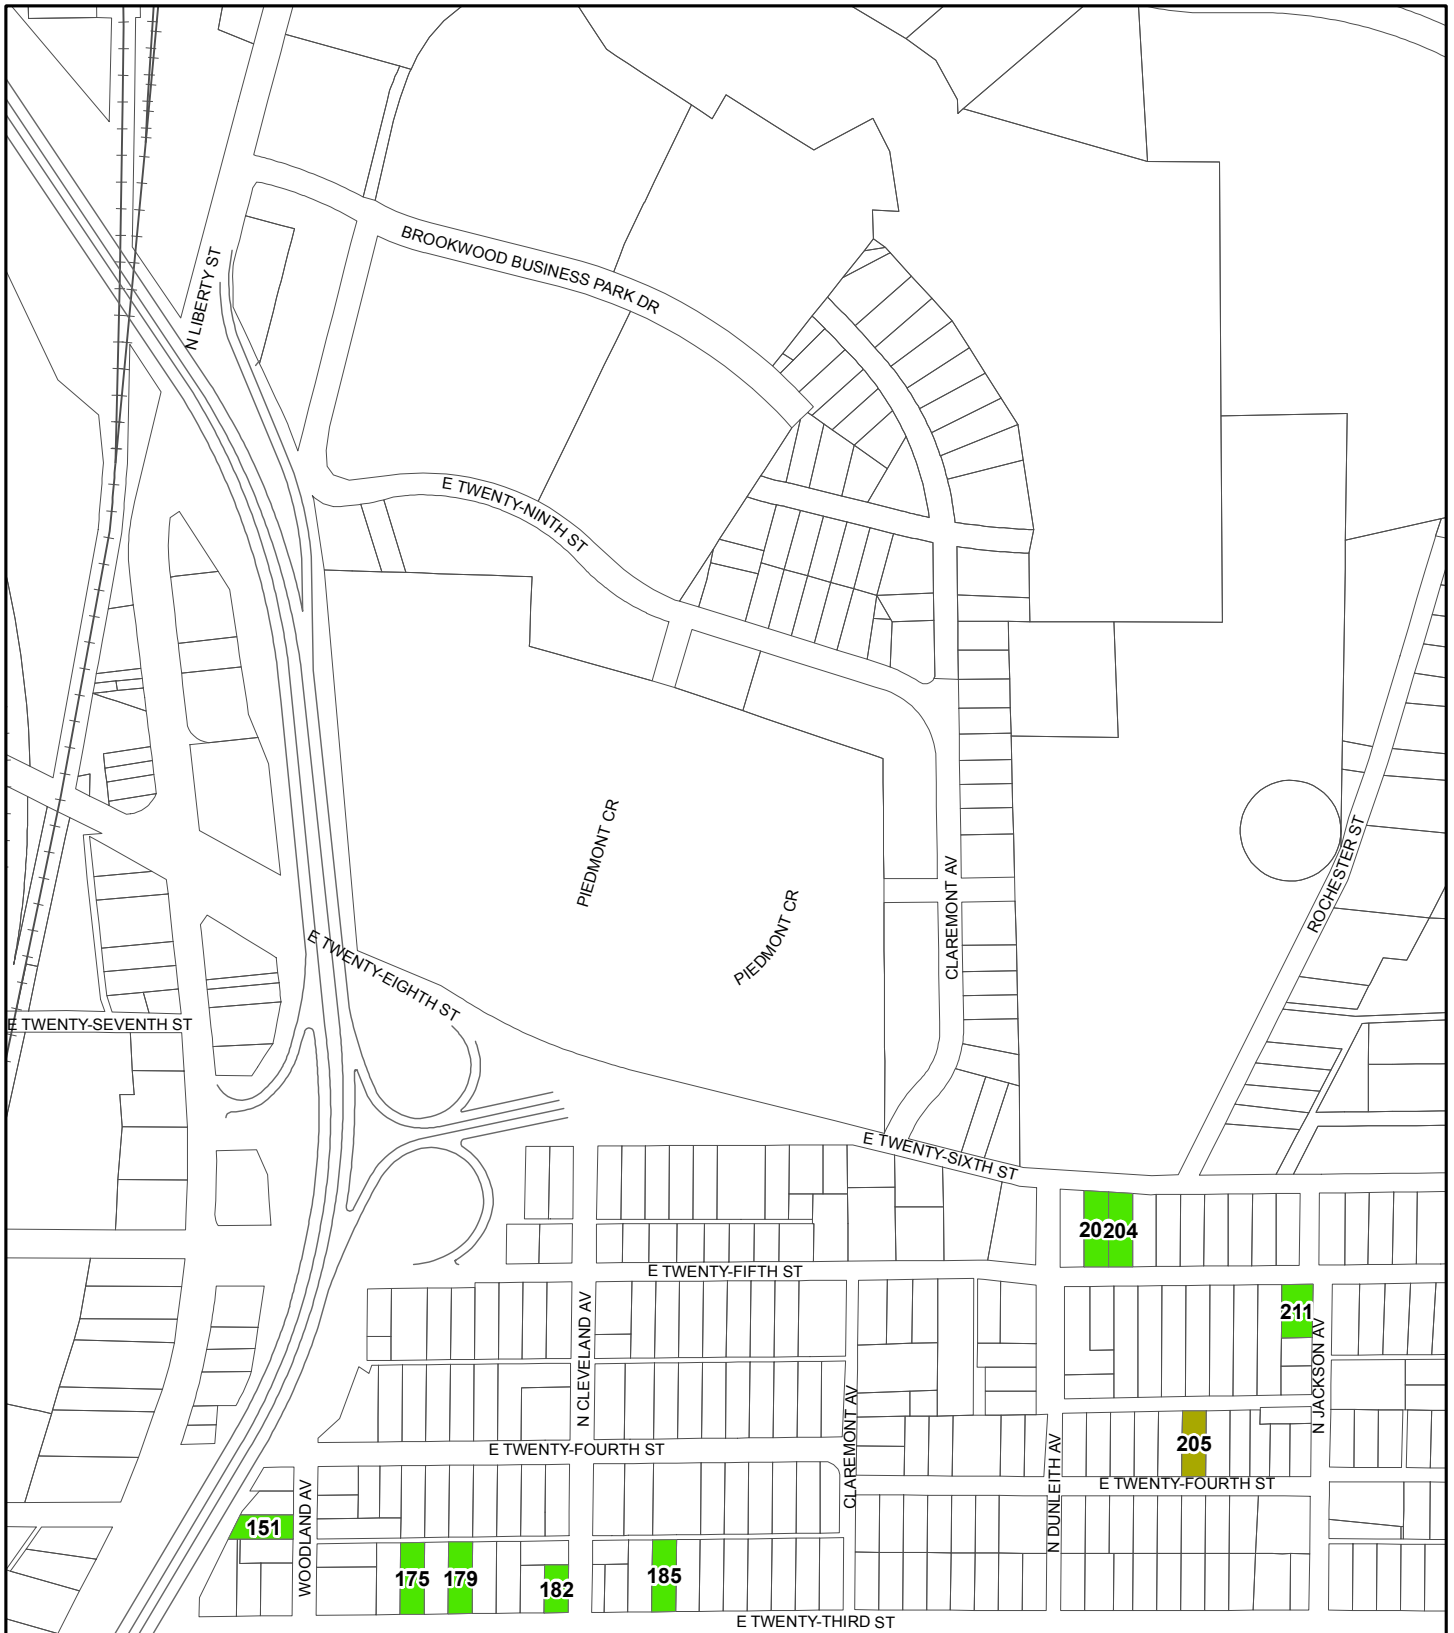 N LIBERTY ST
BROOKWOOD BUSINESS PARK DR
E TWENTY-NINTH ST
PIEDMONT CR
PIEDMONT CR
CLAREMONT AV
ROCHESTER ST
E TWENTY-EIGHTH ST
E TWENTY-SEVENTH ST
E TWENTY-SIXTH ST
20 204
E TWENTY-FIFTH ST
211
N CLEVELAND AV
N JACKSON AV
CLAREMONT AV
205
E TWENTY-FOURTH ST
E TWENTY-FOURTH ST
N DUNLEITH AV
WOODLAND AV
151
175 179 182 185
E TWENTY-THIRD ST